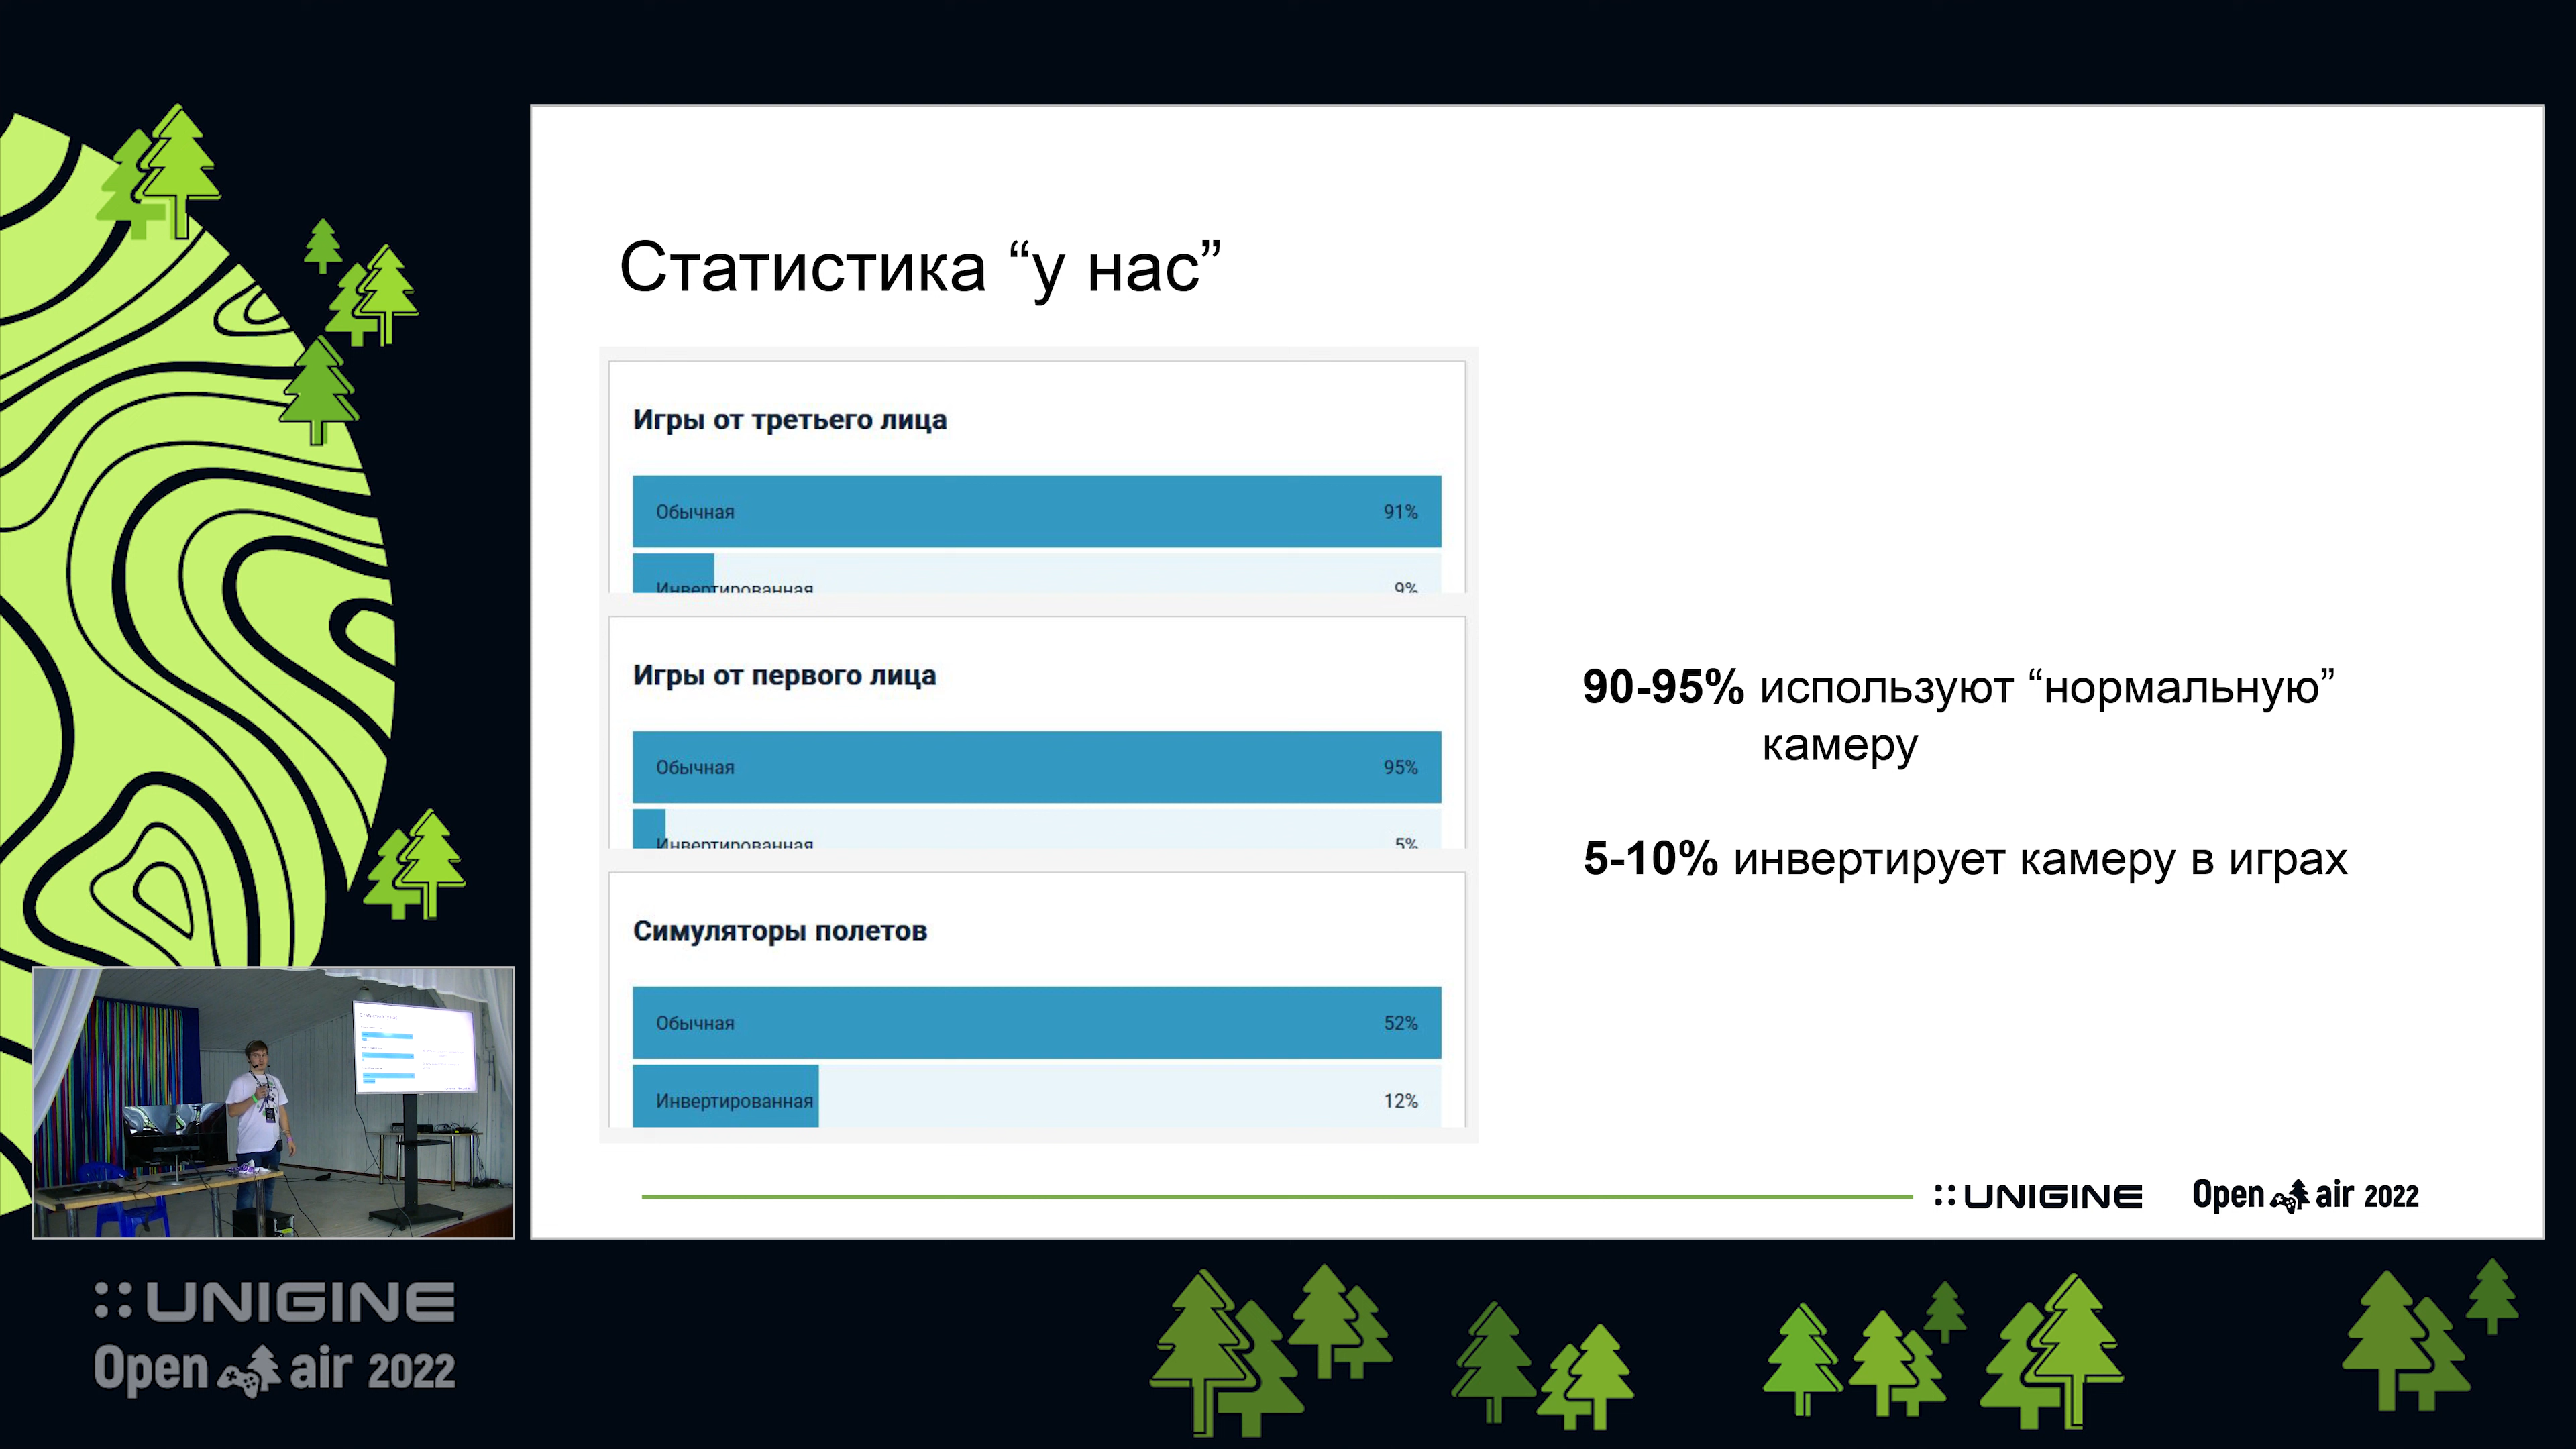 Статистика “у нас”
Игры от третьего лица
Обычная 91%
Инвертированная 9%
Игры от первого лица
Обычная 95%
Инвертированная 5%
Симуляторы полетов
Обычная 52%
Инвертированная 12%
90-95% используют “нормальную”
камеру
5-10% инвертирует камеру в играх
UNIGINE Open air 2022
UNIGINE
Open air 2022